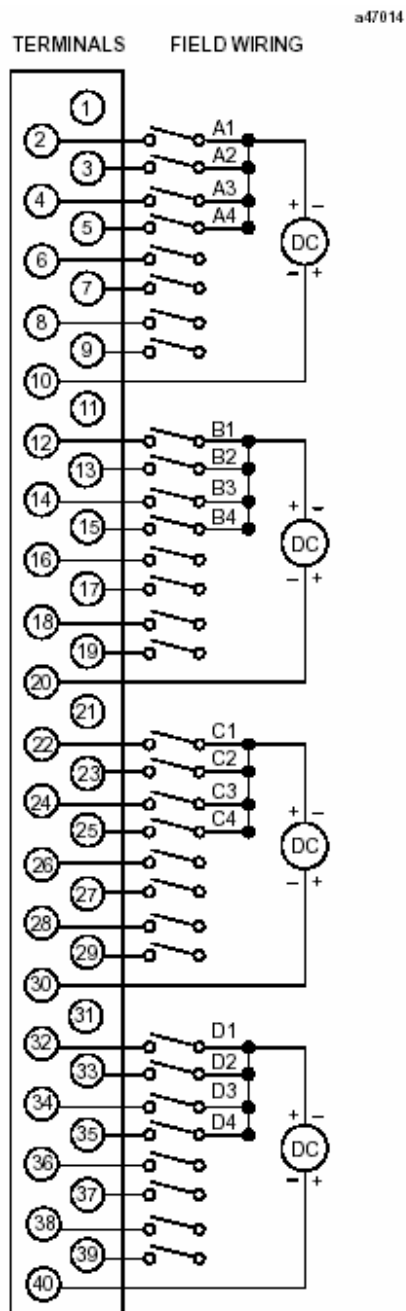 a47014
TERMINALS FIELD WIRING
1
2 A1
3 A2
4 A3
+ –
5 A4
DC
6
– +
7
8
9
10
11
12 B1
13 B2
14 B3
+ –
15 B4
DC
16
– +
17
18
19
20
21
22 C1
23 C2
24 C3
+ –
25 C4
DC
26
– +
27
28
29
30
31
32 D1
33 D2
34 D3
+ –
35 D4
DC
36
– +
37
38
39
40